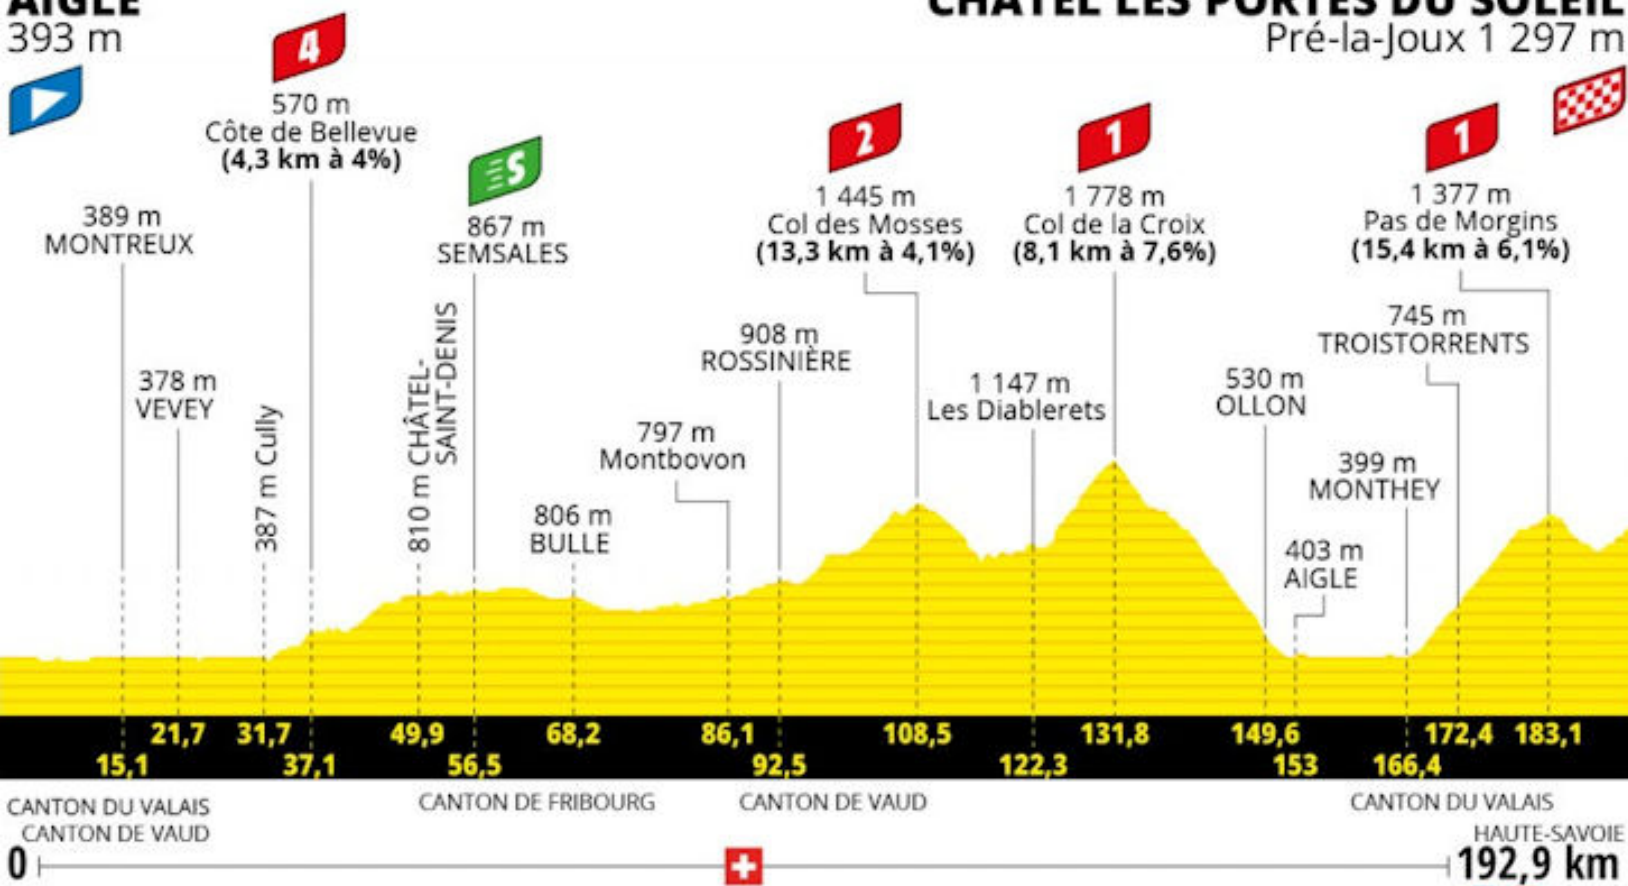 AIGLE
393 m
CHÂTEL LES PORTES DU SOLEIL
Pré-la-Joux 1 297 m
4
570 m
Côte de Bellevue
(4,3 km à 4%)
S
867 m
SEMSALES
2
1 445 m
Col des Mosses
(13,3 km à 4,1%)
1
1 778 m
Col de la Croix
(8,1 km à 7,6%)
1
1 377 m
Pas de Morgins
(15,4 km à 6,1%)
389 m
MONTREUX
378 m
VEVEY
387 m Cully
810 m CHÂTEL-
SAINT-DENIS
806 m
BULLE
797 m
Montbovon
908 m
ROSSINIÈRE
1 147 m
Les Diablerets
530 m
OLLON
403 m
AIGLE
399 m
MONTHEY
745 m
TROISTORRENTS
21,7 31,7 49,9 68,2 86,1 108,5 131,8 149,6 172,4 183,1
15,1 37,1 56,5 92,5 122,3 153 166,4
CANTON DU VALAIS
CANTON DE VAUD
CANTON DE FRIBOURG
CANTON DE VAUD
CANTON DU VALAIS
HAUTE-SAVOIE
0
192,9 km